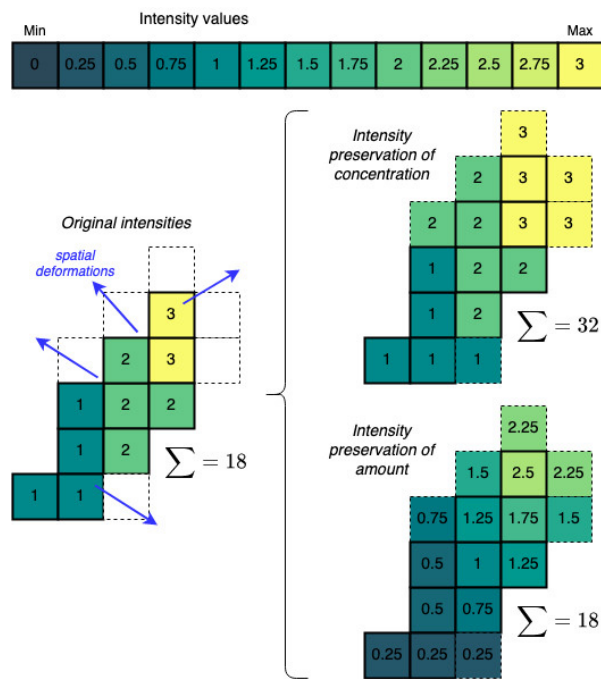 Intensity values
Min
Max
0 0.25 0.5 0.75 1 1.25 1.5 1.75 2 2.25 2.5 2.75 3
Original intensities
spatial
deformations
3
2 3
1 2 2
1 2
1 1
∑ = 18
Intensity
preservation of
concentration
3
2 3 3
2 2 3 3
1 2 2
1 2
1 1 1
∑ = 32
Intensity
preservation of
amount
2.25
1.5 2.5 2.25
0.75 1.25 1.75 1.5
0.5 1 1.25
0.5 0.75
0.25 0.25 0.25
∑ = 18